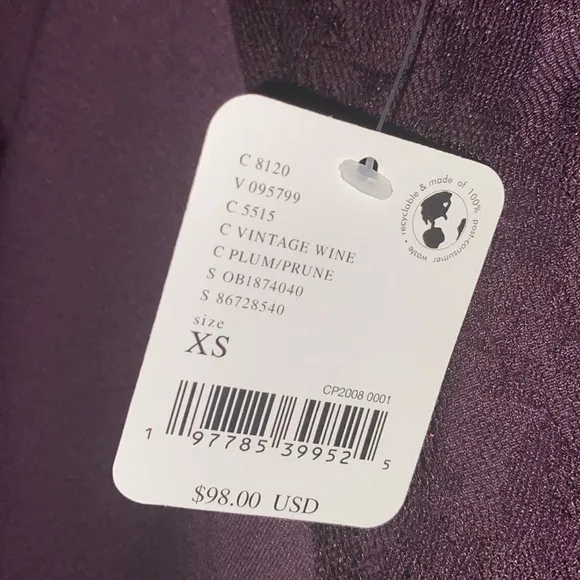 C 8120
V 095799
C 5515
C VINTAGE WINE
C PLUM/PRUNE
S OB1874040
S 86728540
size
XS
recyclable & made of 100% post-consumer waste •
CP2008 0001
1 97785 39952 5
$98.00 USD